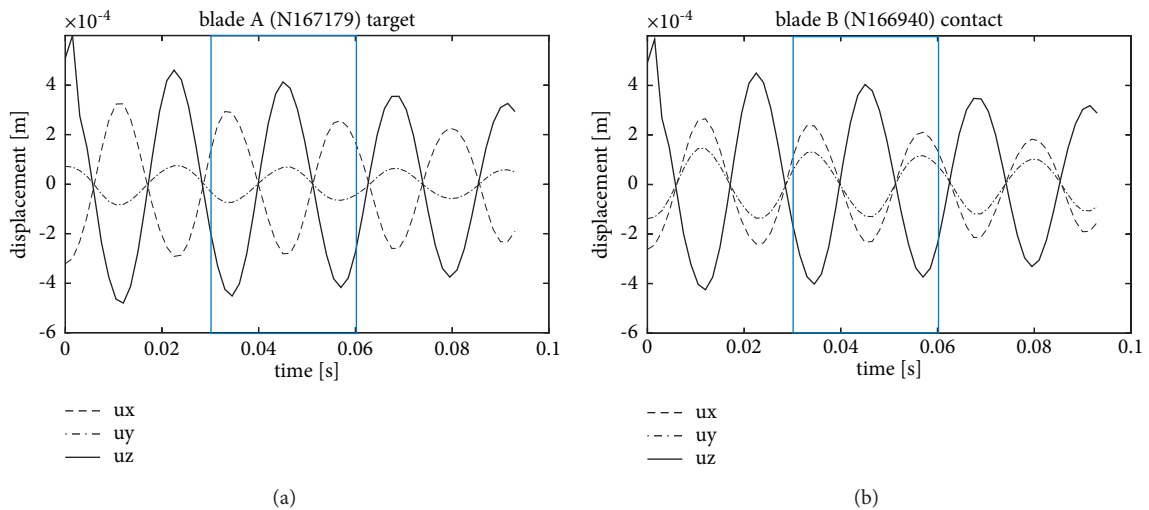 ×10⁻⁴
blade A (N167179) target
4
2
0
-2
-4
-6
displacement [m]
0
0.02
0.04
0.06
0.08
0.1
time [s]
ux
uy
uz
(a)
×10⁻⁴
blade B (N166940) contact
4
2
0
-2
-4
-6
displacement [m]
0
0.02
0.04
0.06
0.08
0.1
time [s]
ux
uy
uz
(b)